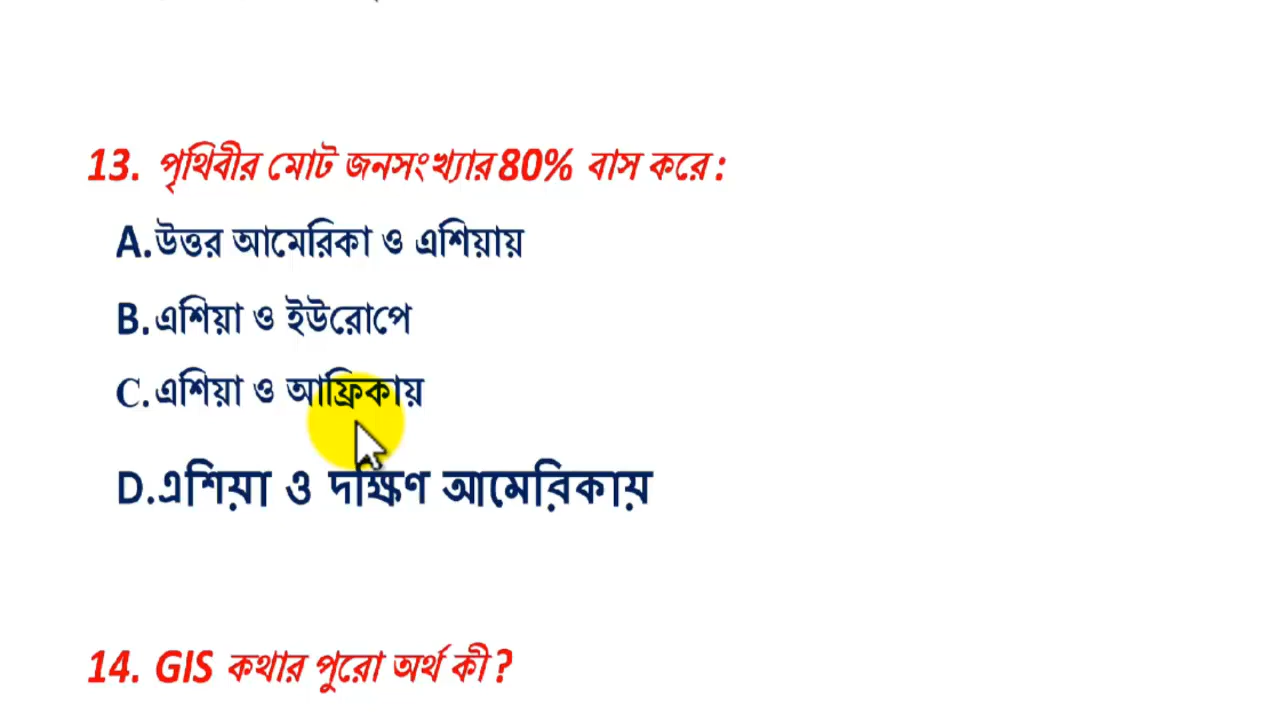 13. পৃথিবীর মোট জনসংখ্যার 80% বাস করে :
A.উত্তর আমেরিকা ও এশিয়ায়
B.এশিয়া ও ইউরোপে
C.এশিয়া ও আফ্রিকায়
D.এশিয়া ও দক্ষিণ আমেরিকায়
14. GIS কথার পুরো অর্থ কী ?